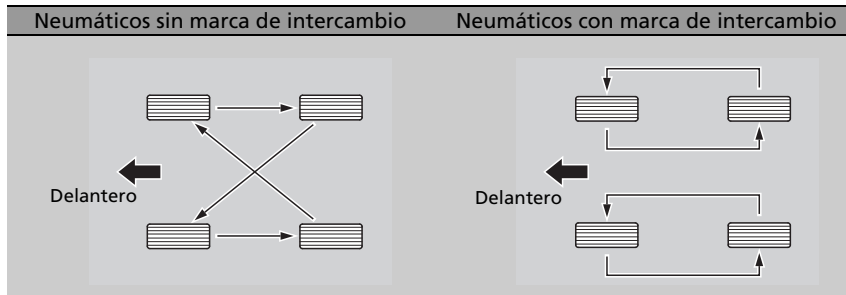 Neumáticos sin marca de intercambio
Neumáticos con marca de intercambio
Delantero
Delantero